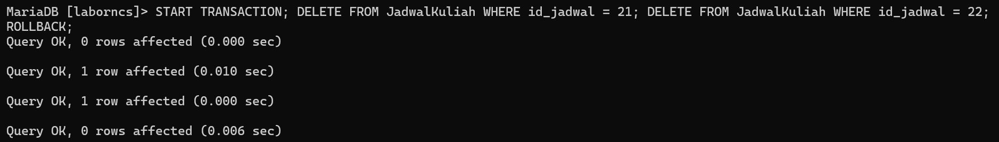 MariaDB [laborncs]> START TRANSACTION; DELETE FROM JadwalKuliah WHERE id_jadwal = 21; DELETE FROM JadwalKuliah WHERE id_jadwal = 22;
ROLLBACK;
Query OK, 0 rows affected (0.000 sec)
Query OK, 1 row affected (0.010 sec)
Query OK, 1 row affected (0.000 sec)
Query OK, 0 rows affected (0.006 sec)